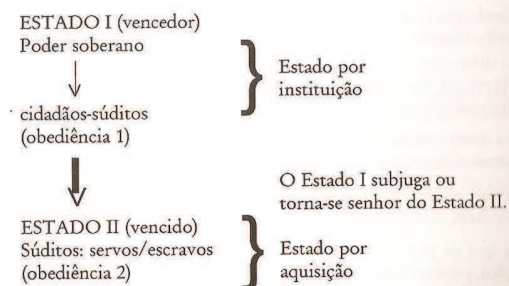 ESTADO I (vencedor)
Poder soberano
Estado por
instituição
cidadãos-súditos
(obediência 1)
O Estado I subjuga ou
torna-se senhor do Estado II.
ESTADO II (vencido)
Súditos: servos/escravos
(obediência 2)
Estado por
aquisição